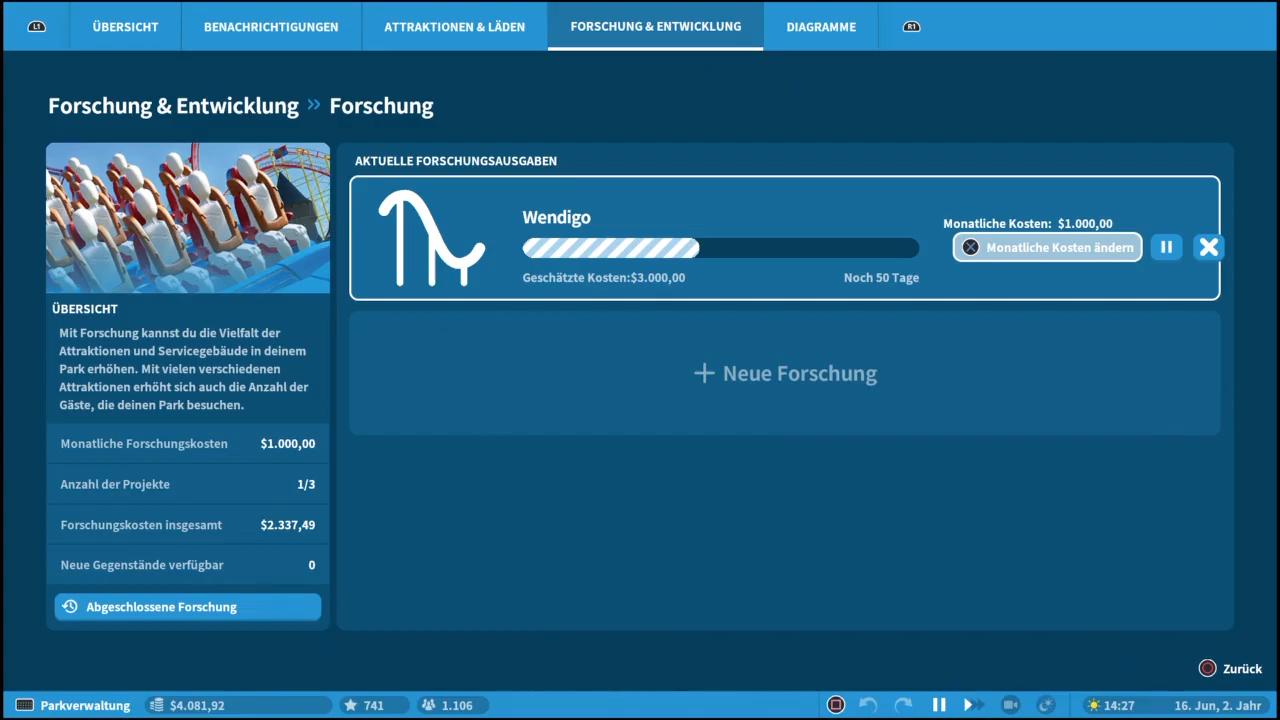 L1
ÜBERSICHT
BENACHRICHTIGUNGEN
ATTRAKTIONEN & LÄDEN
FORSCHUNG & ENTWICKLUNG
DIAGRAMME
R1
Forschung & Entwicklung » Forschung
ÜBERSICHT
Mit Forschung kannst du die Vielfalt der
Attraktionen und Servicegebäude in deinem
Park erhöhen. Mit vielen verschiedenen
Attraktionen erhöht sich auch die Anzahl der
Gäste, die deinen Park besuchen.
Monatliche Forschungskosten $1.000,00
Anzahl der Projekte 1/3
Forschungskosten insgesamt $2.337,49
Neue Gegenstände verfügbar 0
Abgeschlossene Forschung
AKTUELLE FORSCHUNGSAUSGABEN
Wendigo
Geschätzte Kosten:$3.000,00
Noch 50 Tage
Monatliche Kosten: $1.000,00
Monatliche Kosten ändern
+ Neue Forschung
Zurück
Parkverwaltung
$4.081,92
741
1.106
14:27
16. Jun, 2. Jahr